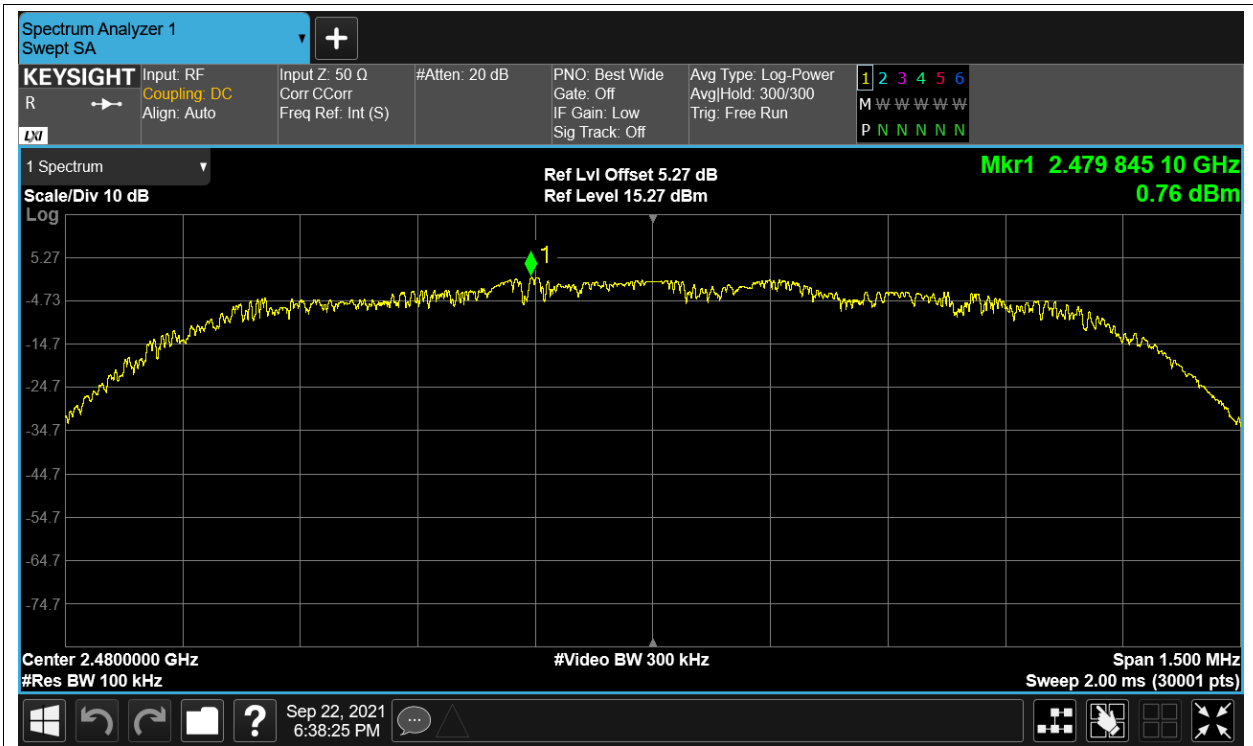 Spectrum Analyzer 1
Swept SA
KEYSIGHT
R
LXI
Input: RF
Coupling: DC
Align: Auto
Input Z: 50 Ω
Corr CCorr
Freq Ref: Int (S)
#Atten: 20 dB
PNO: Best Wide
Gate: Off
IF Gain: Low
Sig Track: Off
Avg Type: Log-Power
Avg|Hold: 300/300
Trig: Free Run
1 2 3 4 5 6
M W W W W W
P N N N N N
1 Spectrum
Scale/Div 10 dB
Log
Ref Lvl Offset 5.27 dB
Ref Level 15.27 dBm
Mkr1 2.479 845 10 GHz
0.76 dBm
1
5.27
-4.73
-14.7
-24.7
-34.7
-44.7
-54.7
-64.7
-74.7
Center 2.4800000 GHz
#Video BW 300 kHz
Span 1.500 MHz
#Res BW 100 kHz
Sweep 2.00 ms (30001 pts)
?
Sep 22, 2021
6:38:25 PM